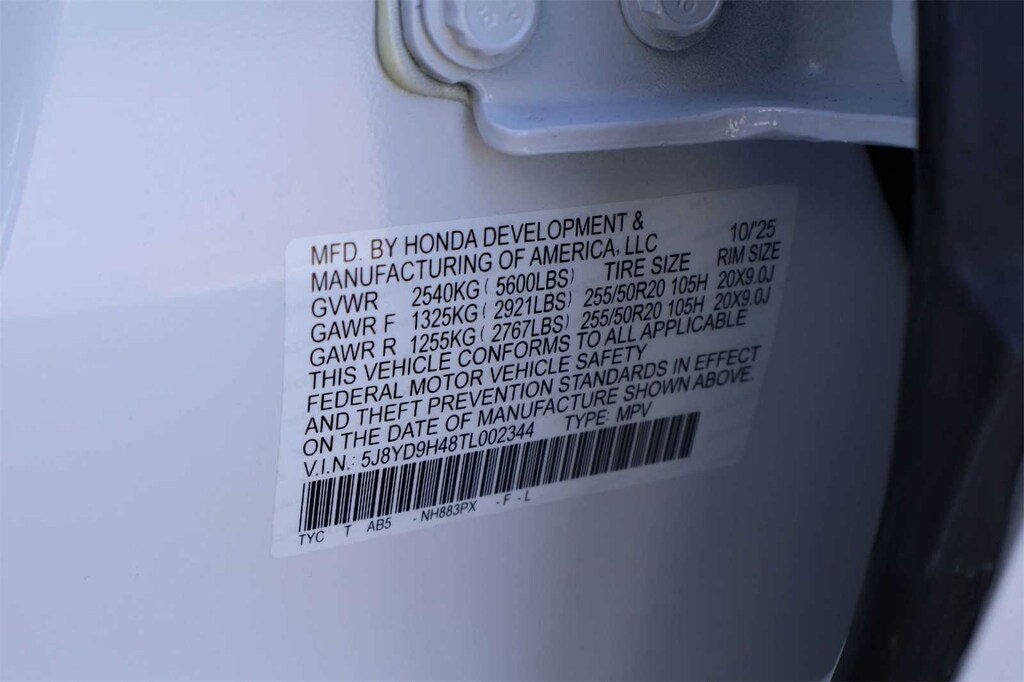 MFD. BY HONDA DEVELOPMENT & 10/'25
MANUFACTURING OF AMERICA, LLC
GVWR 2540KG ( 5600LBS) TIRE SIZE RIM SIZE
GAWR F 1325KG ( 2921LBS) 255/50R20 105H 20X9.0J
GAWR R 1255KG ( 2767LBS) 255/50R20 105H 20X9.0J
THIS VEHICLE CONFORMS TO ALL APPLICABLE
FEDERAL MOTOR VEHICLE SAFETY
AND THEFT PREVENTION STANDARDS IN EFFECT
ON THE DATE OF MANUFACTURE SHOWN ABOVE.
V.I.N.: 5J8YD9H48TL002344 TYPE: MPV
TYC T AB5 - NH883PX - F - L